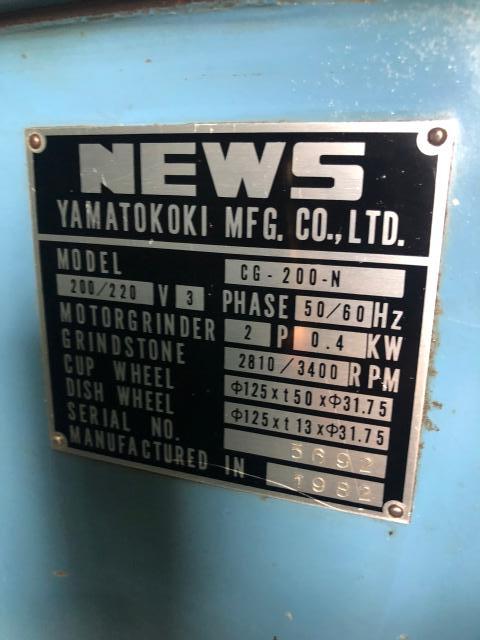 NEWS
YAMATOKOKI MFG. CO., LTD.
MODEL CG-200-N
200/220 V 3 PHASE 50/60 Hz
MOTORGRINDER 2 P 0.4 KW
GRINDSTONE 2810/3400 RPM
CUP WHEEL Φ125xt50xΦ31.75
DISH WHEEL Φ125xt13xΦ31.75
SERIAL NO. 5692
MANUFACTURED IN 1982